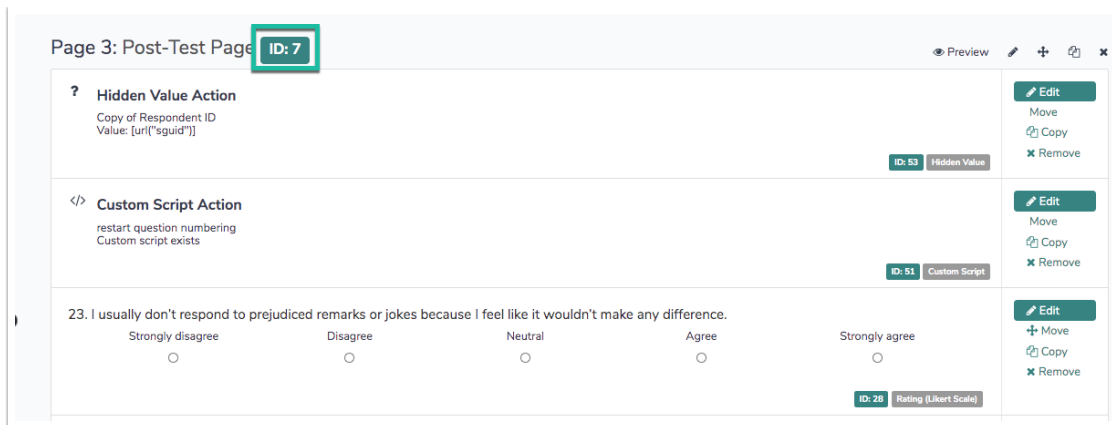 Page 3: Post-Test Page ID: 7
Preview
? Hidden Value Action
Copy of Respondent ID
Value: [url("sguid")]
ID: 53 Hidden Value
Edit
Move
Copy
Remove
</> Custom Script Action
restart question numbering
Custom script exists
ID: 51 Custom Script
Edit
Move
Copy
Remove
23. I usually don't respond to prejudiced remarks or jokes because I feel like it wouldn't make any difference.
Strongly disagree Disagree Neutral Agree Strongly agree
ID: 28 Rating (Likert Scale)
Edit
Move
Copy
Remove